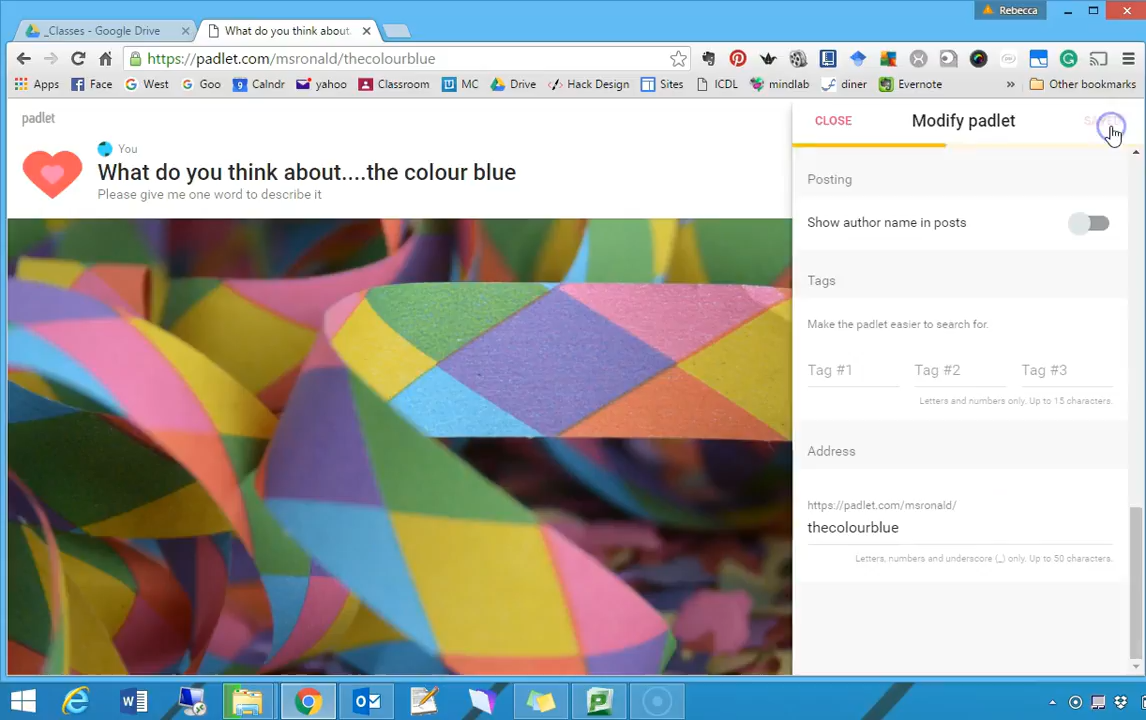 _Classes - Google Drive
What do you think about.
Rebecca
https://padlet.com/msronald/thecolourblue
Apps Face West Goo Calndr yahoo Classroom MC Drive Hack Design Sites ICDL mindlab diner Evernote » Other bookmarks
padlet
CLOSE Modify padlet
You
What do you think about....the colour blue
Please give me one word to describe it
Posting
Show author name in posts
Tags
Make the padlet easier to search for.
Tag #1 Tag #2 Tag #3
Letters and numbers only. Up to 15 characters.
Address
https://padlet.com/msronald/
thecolourblue
Letters, numbers and underscore (_) only. Up to 50 characters.